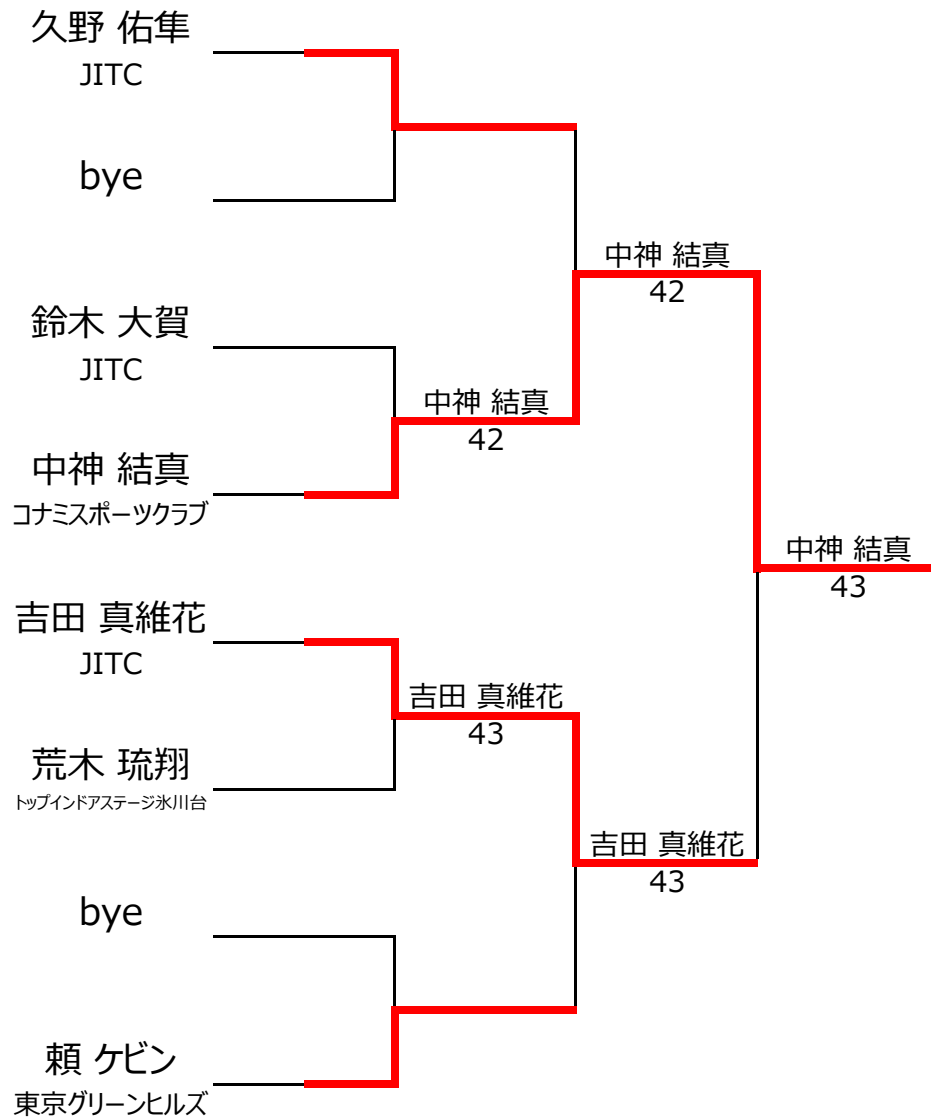 久野 佑隼
JITC
bye
中神 結真
42
鈴木 大賀
JITC
中神 結真
42
中神 結真
コナミスポーツクラブ
中神 結真
43
吉田 真維花
JITC
吉田 真維花
43
荒木 琉翔
トップインドアステージ氷川台
吉田 真維花
43
bye
頼 ケビン
東京グリーンヒルズ